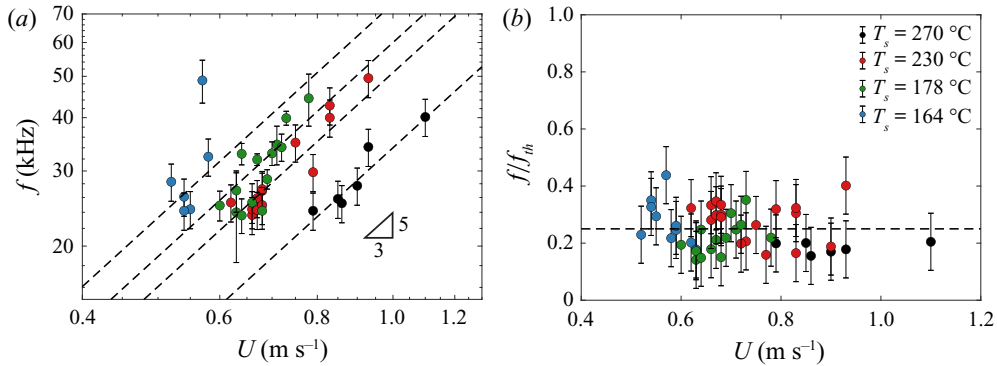 (a)
70
50
40
30
20
f (kHz)
0.4
0.6
0.8
1.0
1.2
U (m s⁻¹)
5
3
(b)
1.0
0.8
0.6
0.4
0.2
0
f/f_th
0.4
0.6
0.8
1.0
1.2
U (m s⁻¹)
T_s = 270 °C
T_s = 230 °C
T_s = 178 °C
T_s = 164 °C